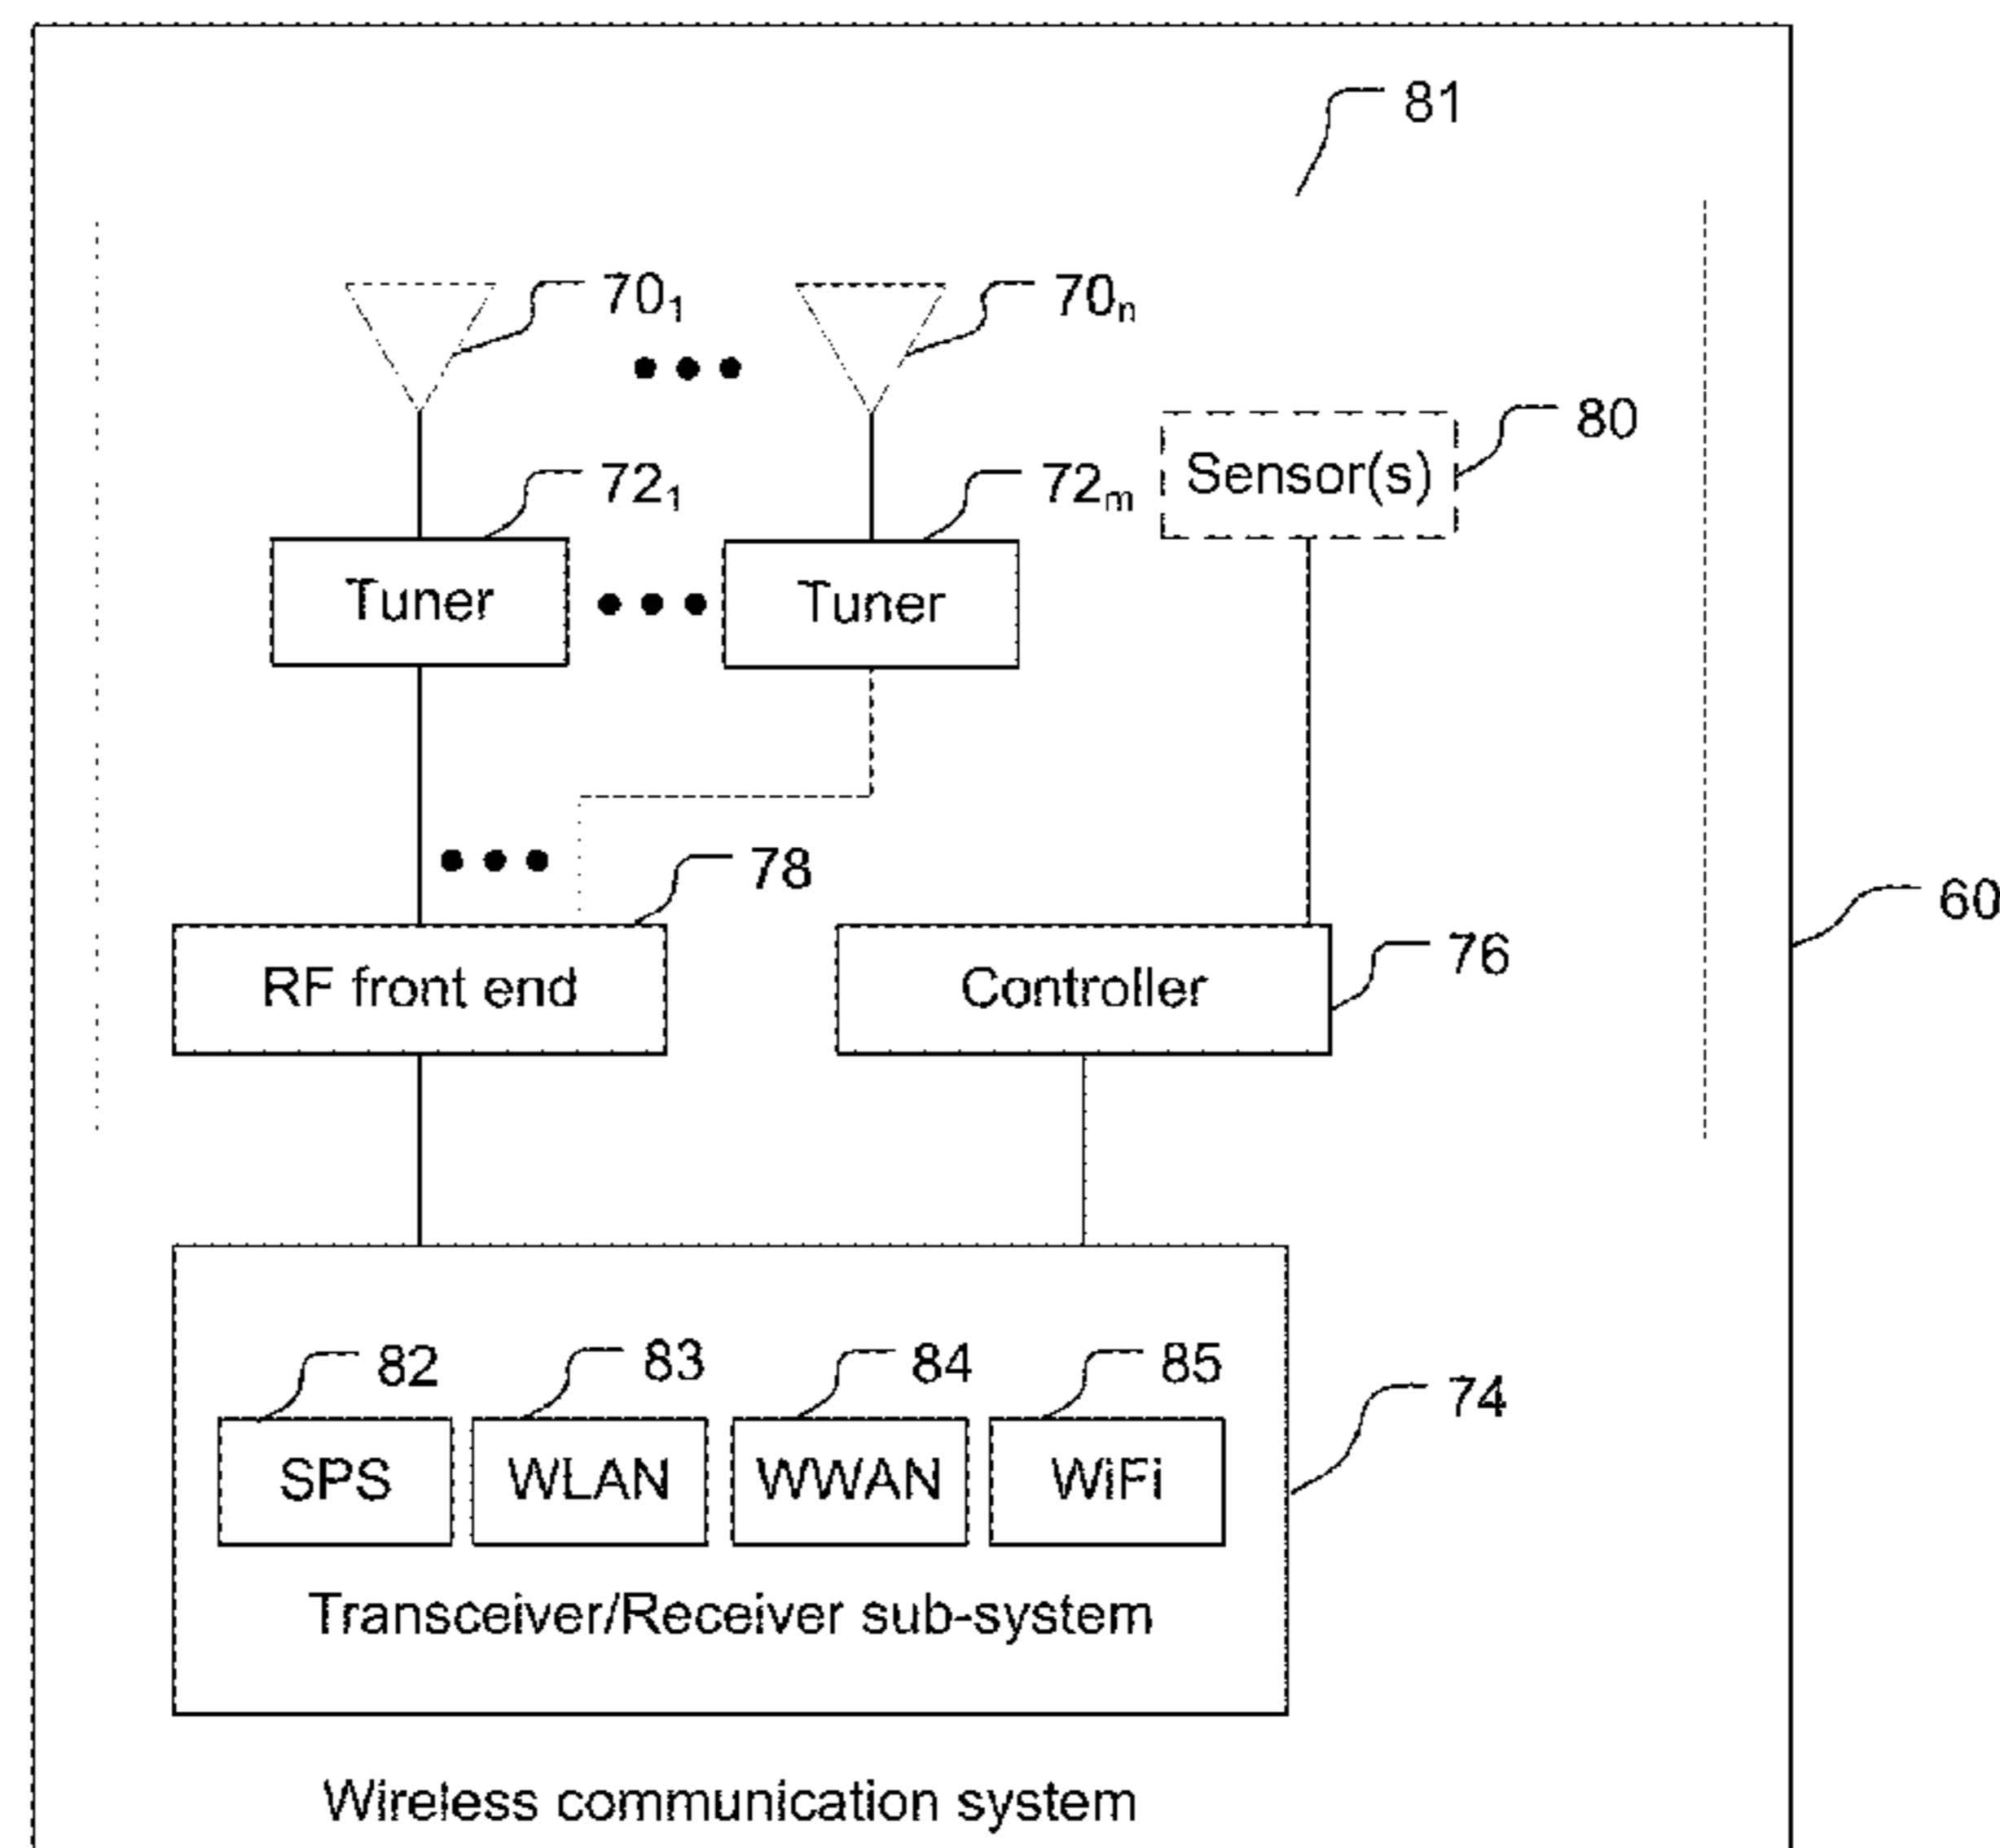 81
70₁
70ₙ
80
Sensor(s)
72₁
72ₘ
Tuner
Tuner
78
60
76
RF front end
Controller
82
83
84
85
74
SPS
WLAN
WWAN
WiFi
Transceiver/Receiver sub-system
Wireless communication system